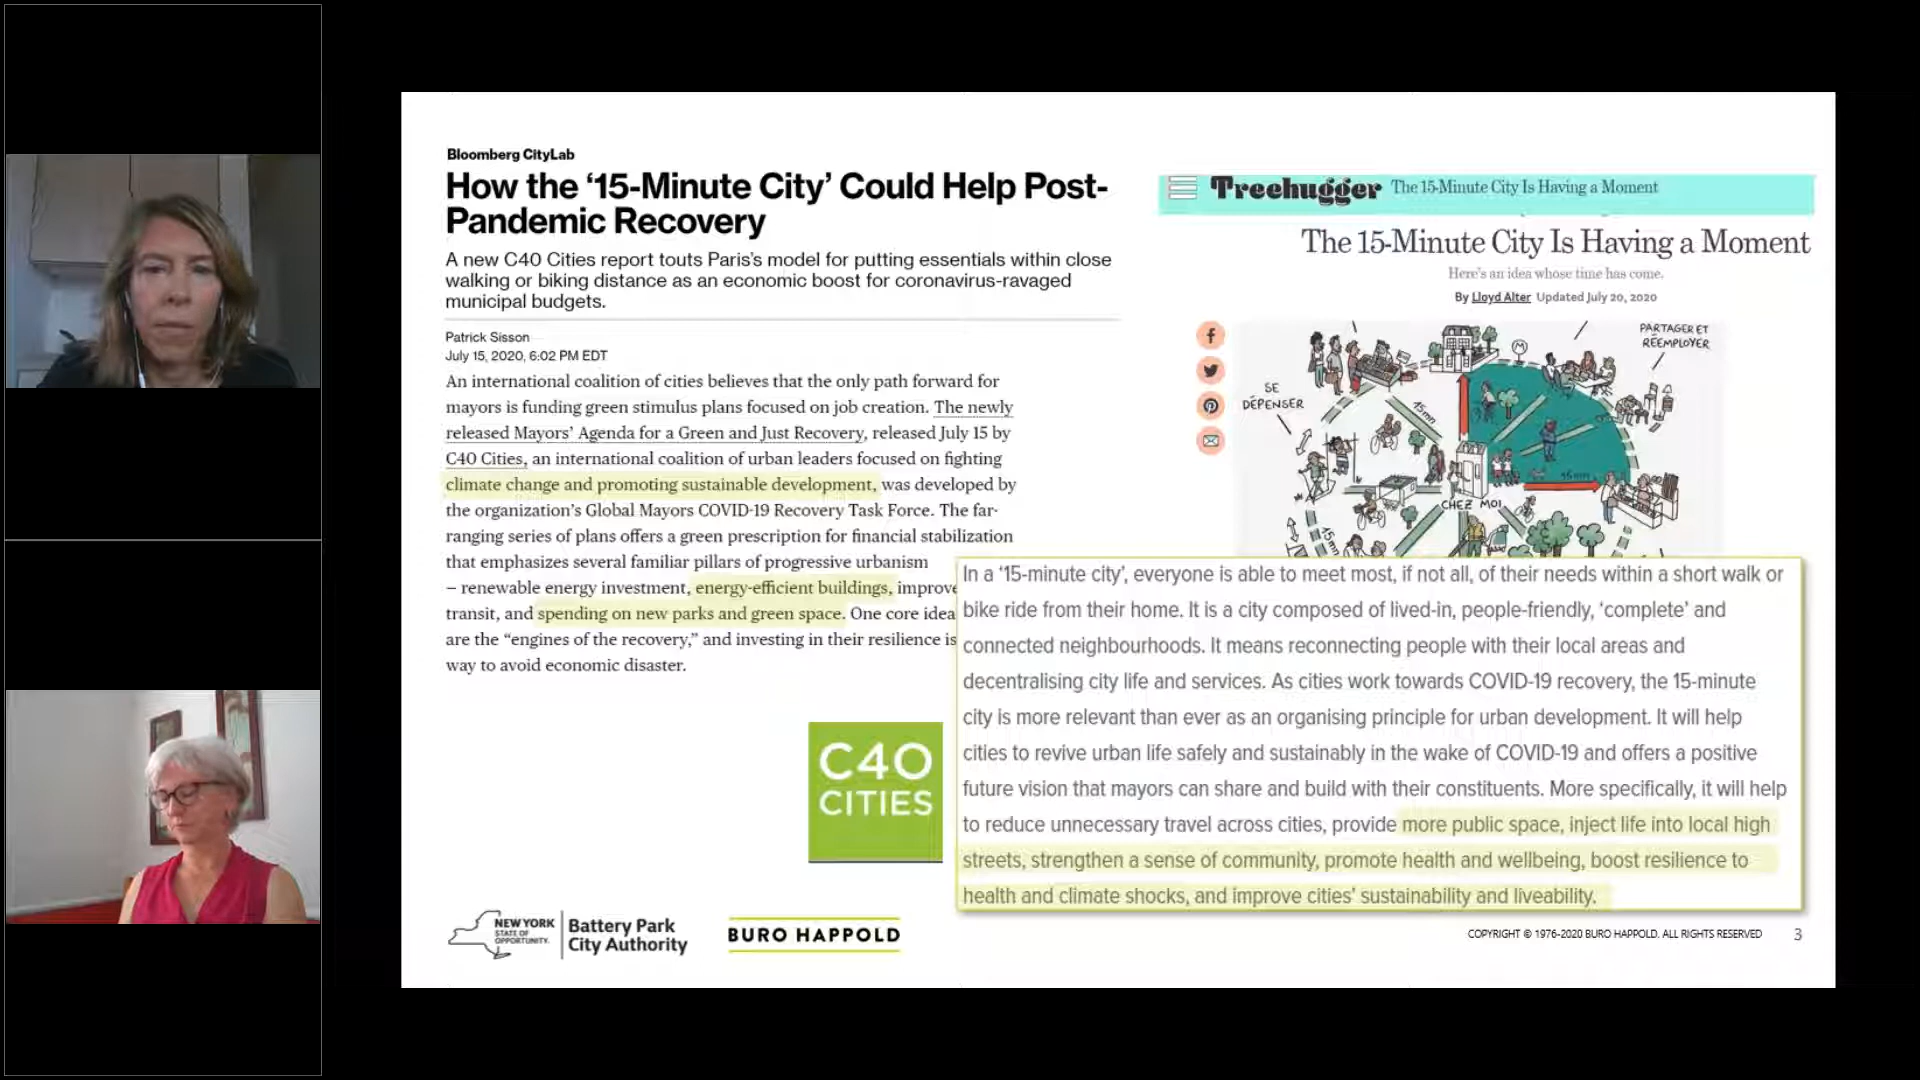 Bloomberg CityLab
How the ‘15-Minute City’ Could Help Post-
Pandemic Recovery
A new C40 Cities report touts Paris's model for putting essentials within close
walking or biking distance as an economic boost for coronavirus-ravaged
municipal budgets.
Patrick Sisson
July 15, 2020, 6:02 PM EDT
An international coalition of cities believes that the only path forward for
mayors is funding green stimulus plans focused on job creation. The newly
released Mayors’ Agenda for a Green and Just Recovery, released July 15 by
C40 Cities, an international coalition of urban leaders focused on fighting
climate change and promoting sustainable development, was developed by
the organization’s Global Mayors COVID-19 Recovery Task Force. The far-
ranging series of plans offers a green prescription for financial stabilization
that emphasizes several familiar pillars of progressive urbanism
– renewable energy investment, energy-efficient buildings, improve
transit, and spending on new parks and green space. One core idea
are the “engines of the recovery,” and investing in their resilience is
way to avoid economic disaster.
Treehugger The 15-Minute City Is Having a Moment
The 15-Minute City Is Having a Moment
Here's an idea whose time has come.
By Lloyd Alter Updated July 20, 2020
PARTAGER ET
RÉEMPLOYER
SE
DÉPENSER
15mn
15mn
CHEZ MOI
15mn
In a ‘15-minute city’, everyone is able to meet most, if not all, of their needs within a short walk or
bike ride from their home. It is a city composed of lived-in, people-friendly, ‘complete’ and
connected neighbourhoods. It means reconnecting people with their local areas and
decentralising city life and services. As cities work towards COVID-19 recovery, the 15-minute
city is more relevant than ever as an organising principle for urban development. It will help
cities to revive urban life safely and sustainably in the wake of COVID-19 and offers a positive
future vision that mayors can share and build with their constituents. More specifically, it will help
to reduce unnecessary travel across cities, provide more public space, inject life into local high
streets, strengthen a sense of community, promote health and wellbeing, boost resilience to
health and climate shocks, and improve cities’ sustainability and liveability.
C40
CITIES
NEW YORK
STATE OF
OPPORTUNITY.
Battery Park
City Authority
BURO HAPPOLD
COPYRIGHT © 1976-2020 BURO HAPPOLD. ALL RIGHTS RESERVED
3